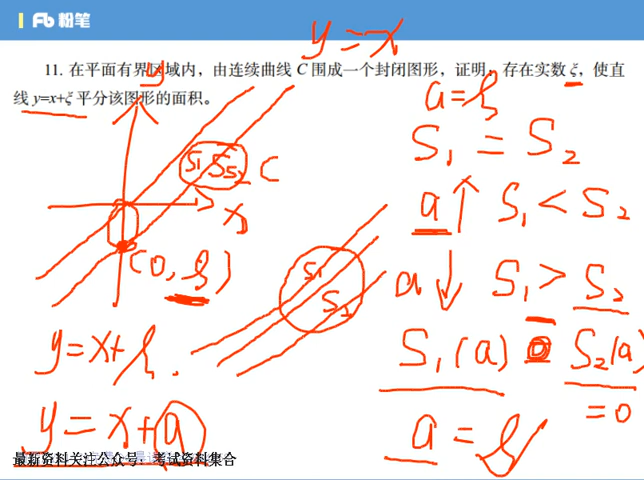 粉笔
y=x
11. 在平面有界区域内，由连续曲线 C 围成一个封闭图形，证明：存在实数 ξ，使直
线 y=x+ξ 平分该图形的面积。
y
a=ξ
S₁ = S₂
S₁ S₂ C
x
a↑ S₁ < S₂
(0, ξ)
S₁
S₂
a↓ S₁ > S₂
y=x+ξ.
S₁(a) - S₂(a)
=0
y=x+a
a=ξ
最新资料关注公众号：考试资料集合